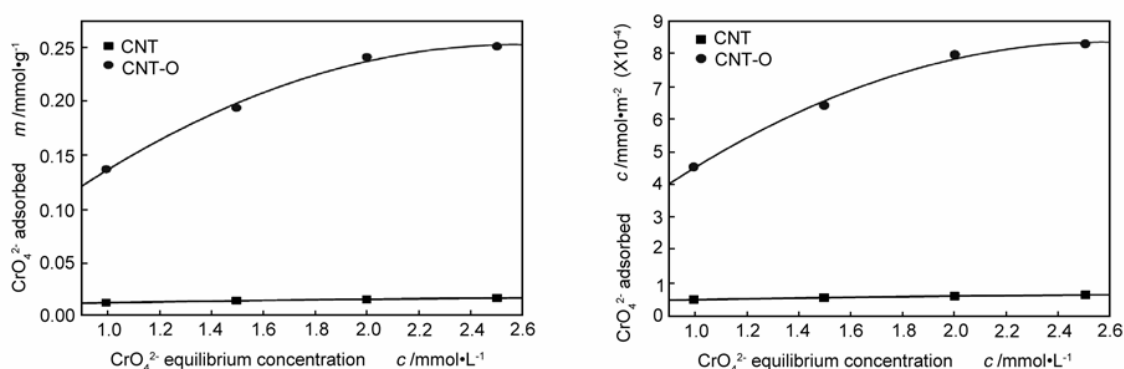 CrO₄²⁻ adsorbed m /mmol•g⁻¹
0.25
0.20
0.15
0.10
0.05
0.00
CNT
CNT-O
1.0 1.2 1.4 1.6 1.8 2.0 2.2 2.4 2.6
CrO₄²⁻ equilibrium concentration c/mmol•L⁻¹
CrO₄²⁻ adsorbed c /mmol•m⁻² (X10⁻⁴)
9
8
7
6
5
4
3
2
1
0
CNT
CNT-O
1.0 1.2 1.4 1.6 1.8 2.0 2.2 2.4 2.6
CrO₄²⁻ equilibrium concentration c/mmol•L⁻¹